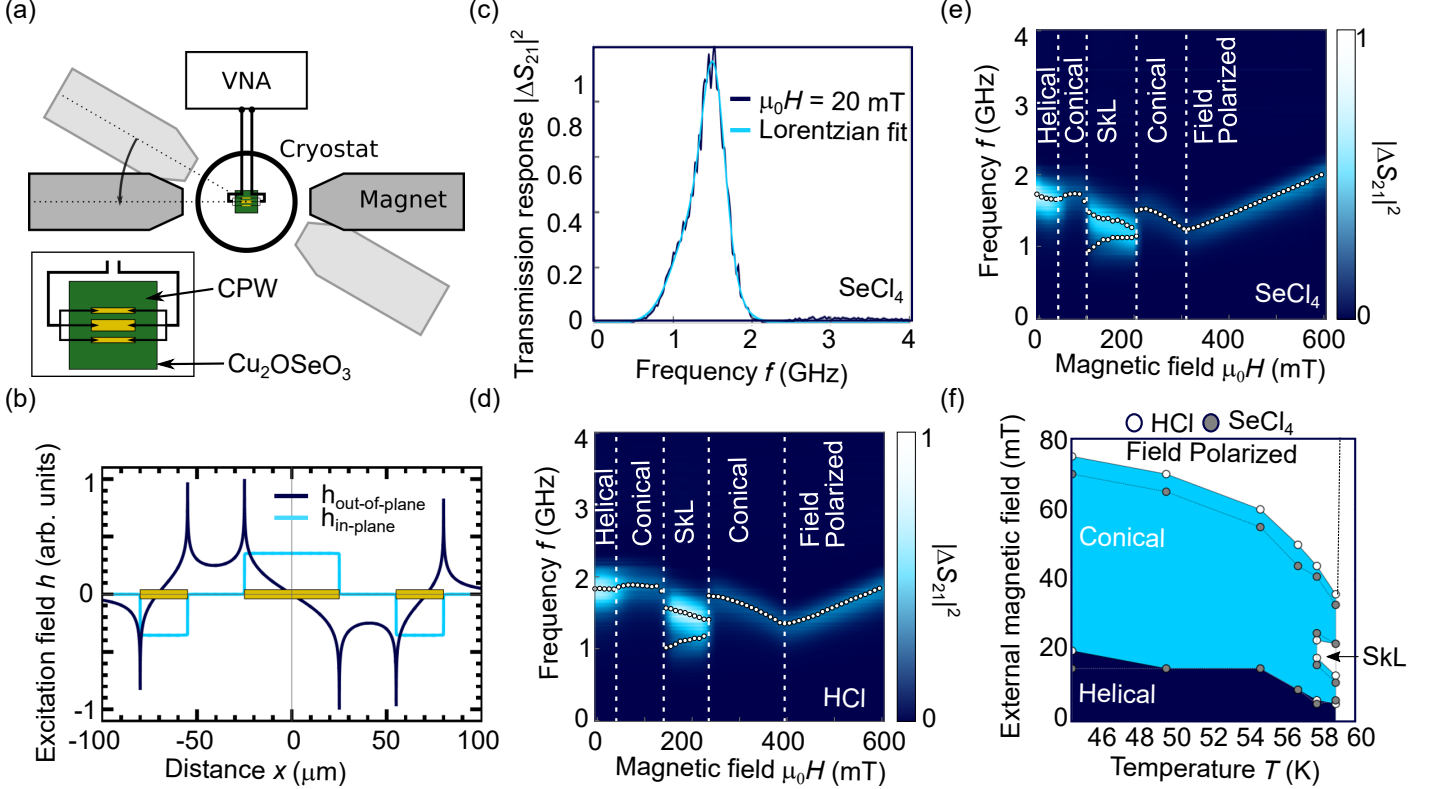 (a)
VNA
Cryostat
Magnet
CPW
Cu2OSeO3
(b)
Excitation field h (arb. units)
1
0
-1
hout-of-plane
hin-plane
-100
-50
0
50
100
Distance x (μm)
(c)
Transmission response |ΔS21|2
1
0.8
0.6
0.4
0.2
0
μ0H = 20 mT
Lorentzian fit
SeCl4
0
1
2
3
4
Frequency f (GHz)
(d)
Frequency f (GHz)
4
3
2
1
0
Helical
Conical
SkL
Conical
Field
Polarized
HCl
0
200
400
600
Magnetic field μ0H (mT)
1
0
|ΔS21|2
(e)
Frequency f (GHz)
4
3
2
1
0
Helical
Conical
SkL
Conical
Field
Polarized
SeCl4
0
200
400
600
Magnetic field μ0H (mT)
1
0
|ΔS21|2
(f)
HCl
SeCl4
External magnetic field (mT)
80
60
40
20
0
Field Polarized
Conical
Helical
SkL
46 48 50 52 54 56 58 60
Temperature T (K)